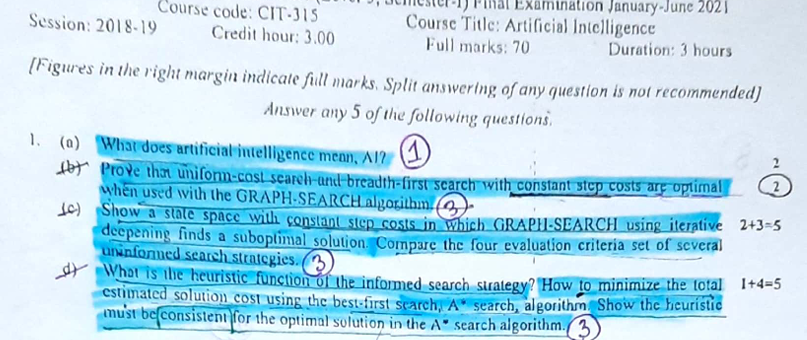 Final Examination January-June 2021
Course code: CIT-315
Course Title: Artificial Intelligence
Session: 2018-19
Credit hour: 3.00
Full marks: 70
Duration: 3 hours
[Figures in the right margin indicate full marks. Split answering of any question is not recommended]
Answer any 5 of the following questions.
1. (a) What does artificial intelligence mean, AI? 1
2
(b) Prove that uniform-cost search and breadth-first search with constant step costs are optimal 2
when used with the GRAPH-SEARCH algorithm. 3
(c) Show a state space with constant step costs in which GRAPH-SEARCH using iterative 2+3=5
deepening finds a suboptimal solution. Compare the four evaluation criteria set of several
uninformed search strategies. 3
d) What is the heuristic function of the informed search strategy? How to minimize the total 1+4=5
estimated solution cost using the best-first search, A* search, algorithm. Show the heuristic
must be consistent for the optimal solution in the A* search algorithm. 3